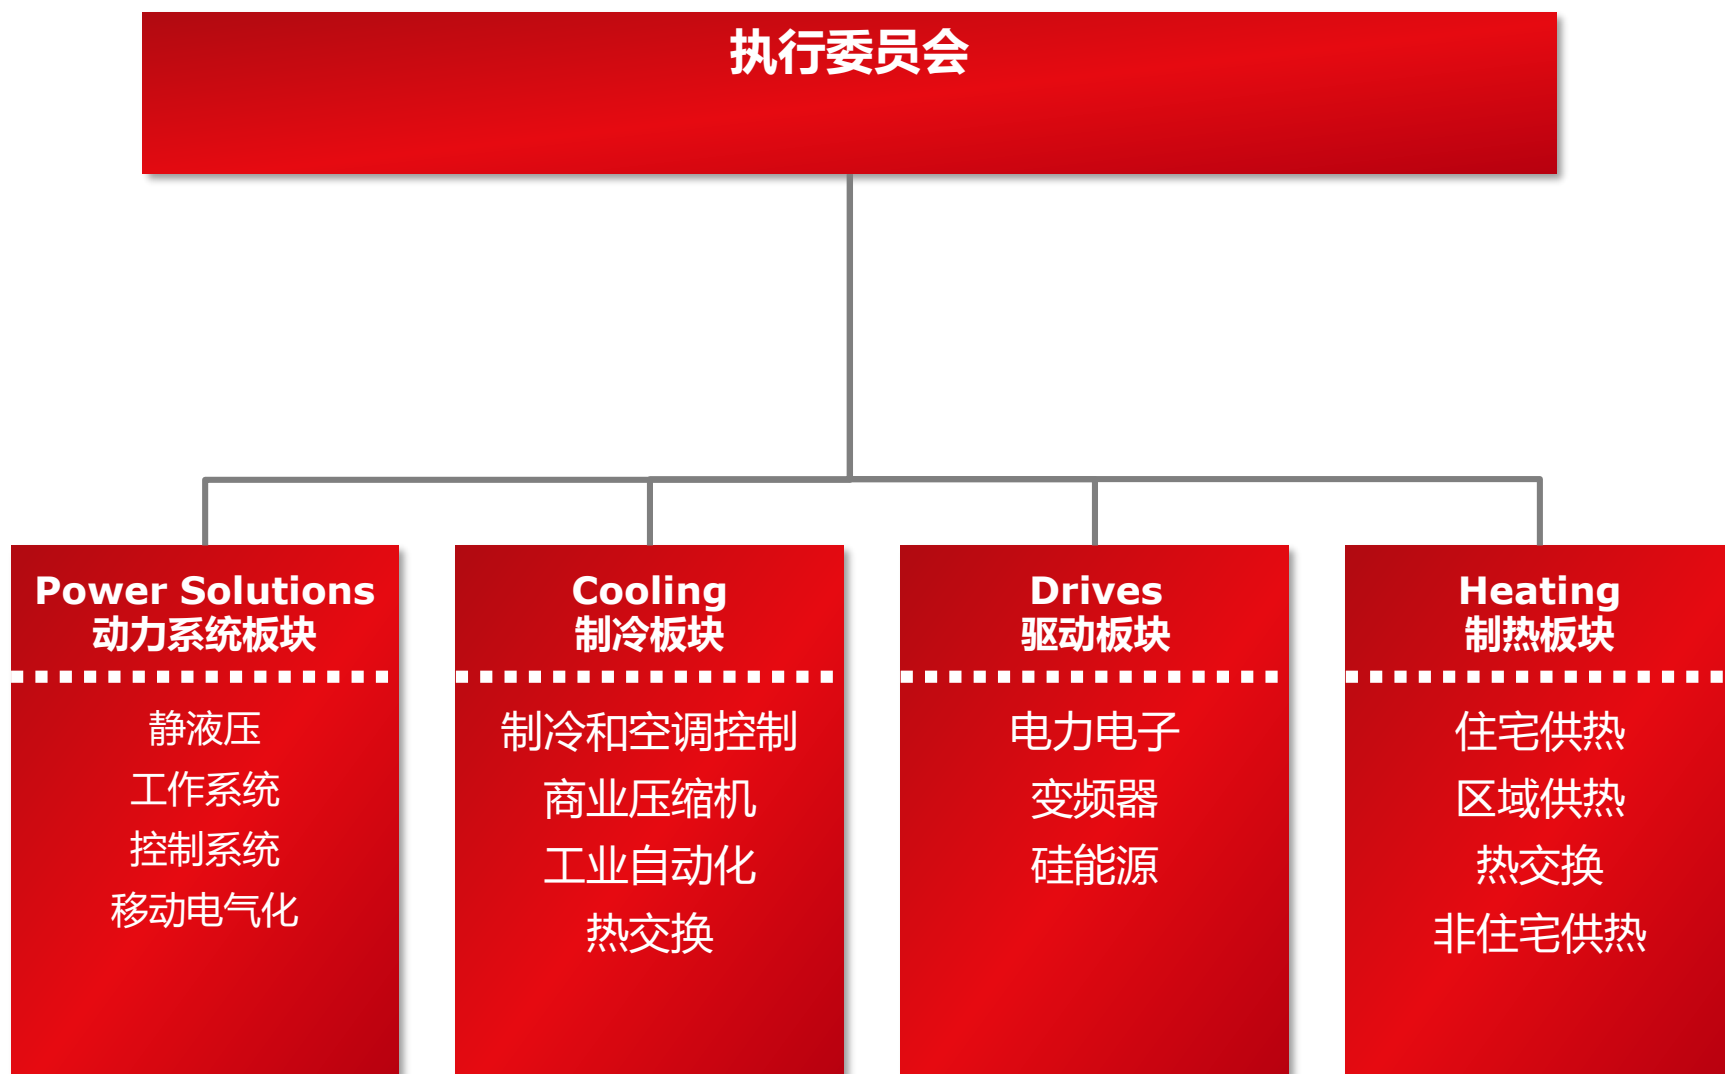 执行委员会
Power Solutions
动力系统板块
静液压
工作系统
控制系统
移动电气化
Cooling
制冷板块
制冷和空调控制
商业压缩机
工业自动化
热交换
Drives
驱动板块
电力电子
变频器
硅能源
Heating
制热板块
住宅供热
区域供热
热交换
非住宅供热